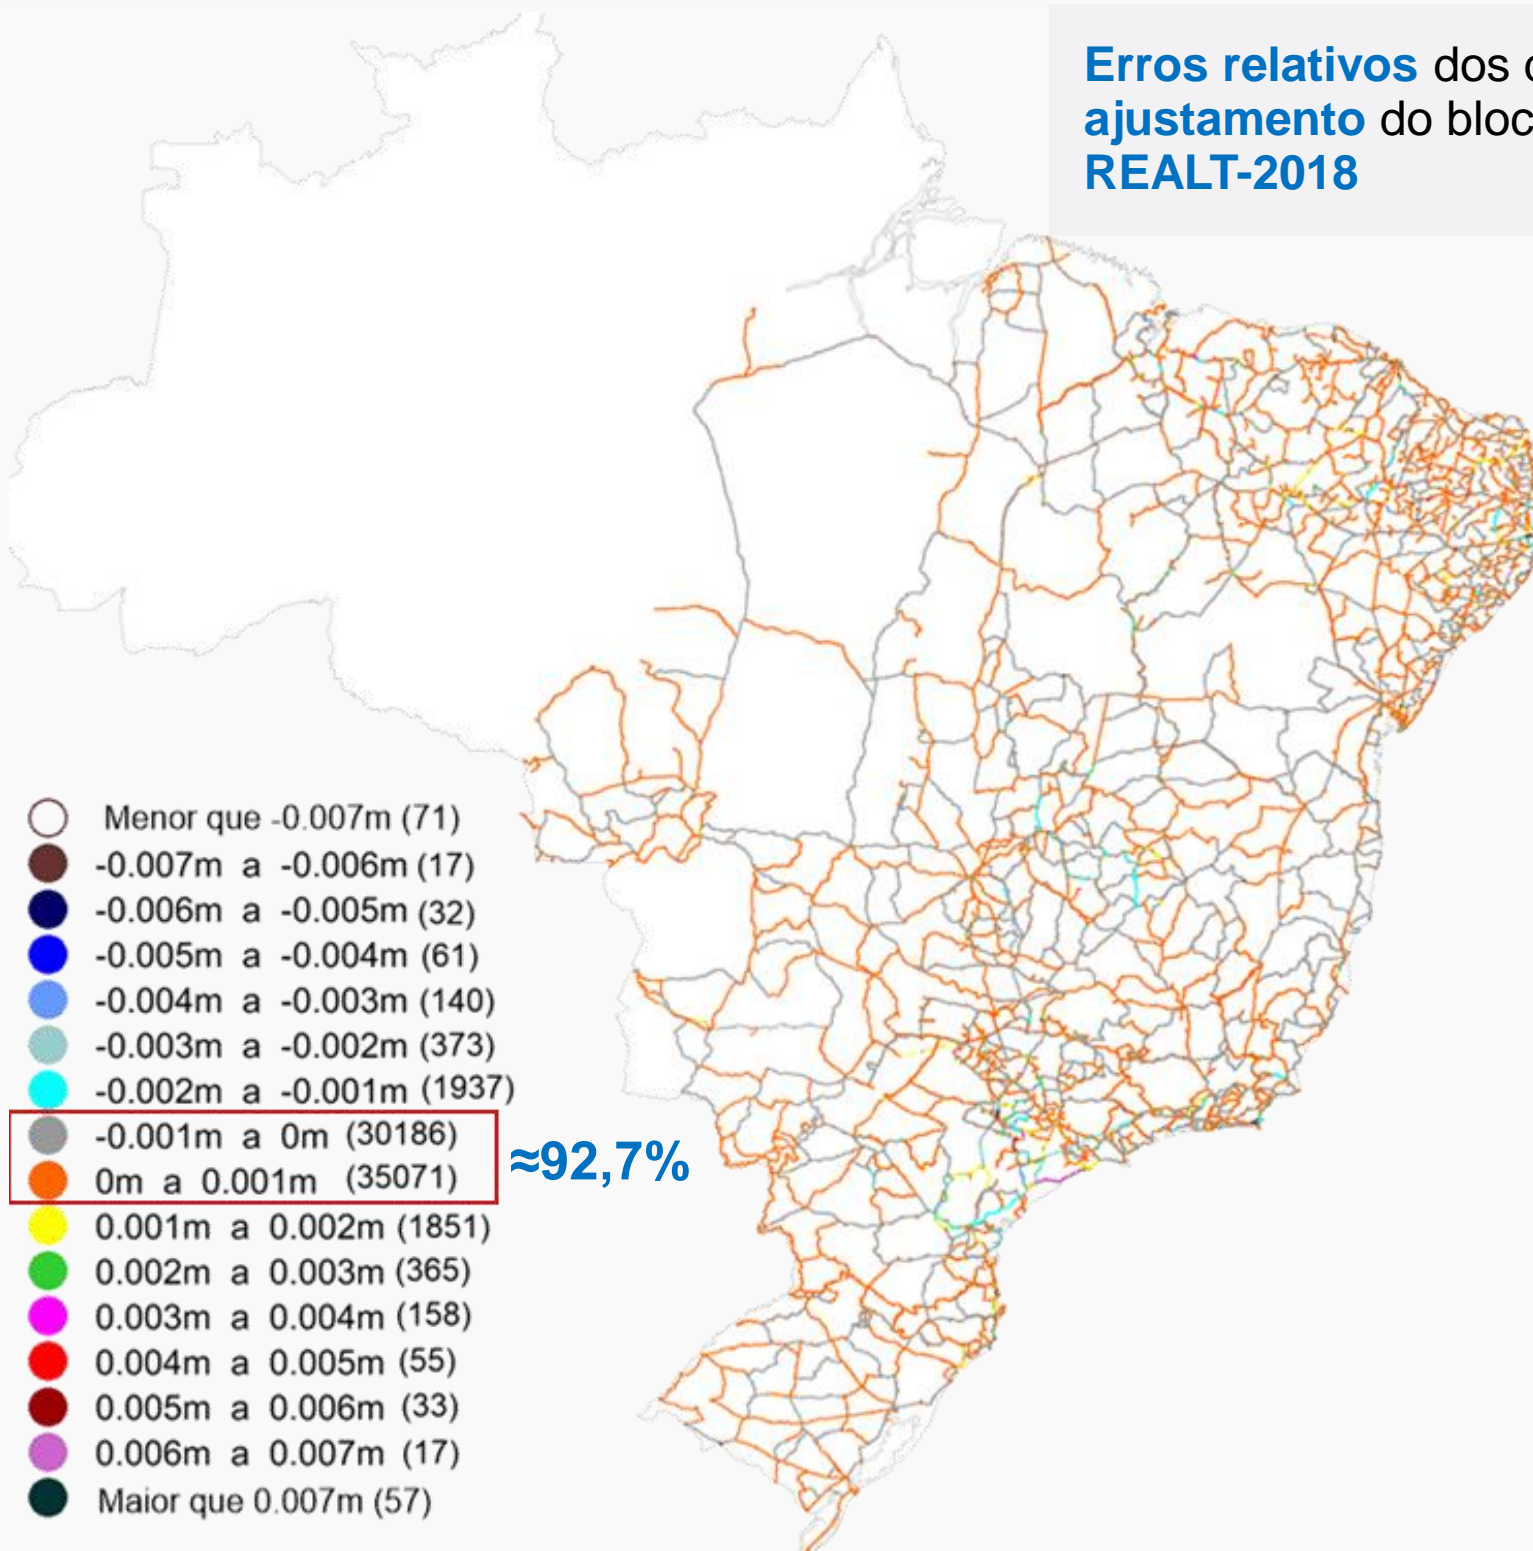 Erros relativos dos
ajustamento do bloc
REALT-2018
Menor que -0.007m (71)
-0.007m a -0.006m (17)
-0.006m a -0.005m (32)
-0.005m a -0.004m (61)
-0.004m a -0.003m (140)
-0.003m a -0.002m (373)
-0.002m a -0.001m (1937)
-0.001m a 0m (30186)
≈92,7%
0m a 0.001m (35071)
0.001m a 0.002m (1851)
0.002m a 0.003m (365)
0.003m a 0.004m (158)
0.004m a 0.005m (55)
0.005m a 0.006m (33)
0.006m a 0.007m (17)
Maior que 0.007m (57)